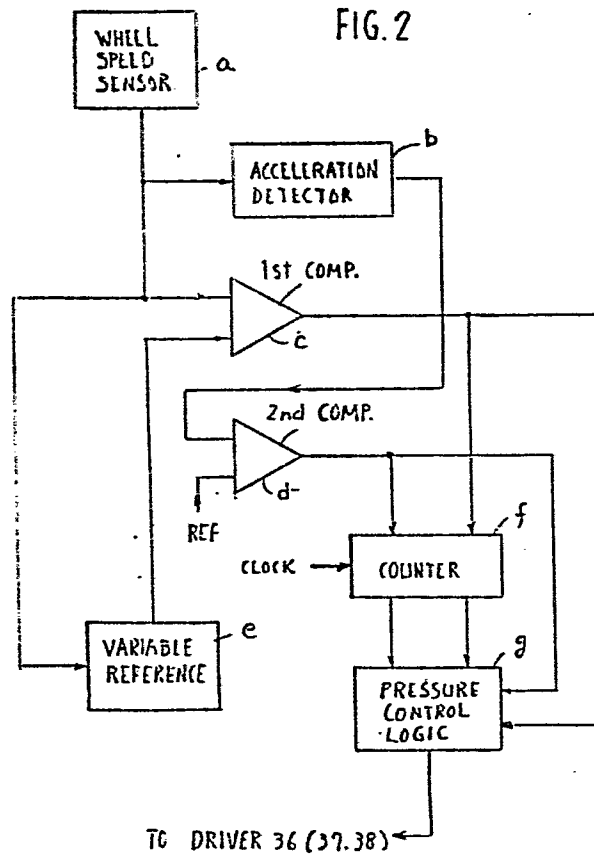 FIG. 2
WHEEL
SPEED
SENSOR
a
b
ACCELERATION
DETECTOR
1st COMP.
c
2nd COMP.
d
REF
f
CLOCK
COUNTER
e
VARIABLE
REFERENCE
g
PRESSURE
CONTROL
LOGIC
TO DRIVER 36 (37.38)